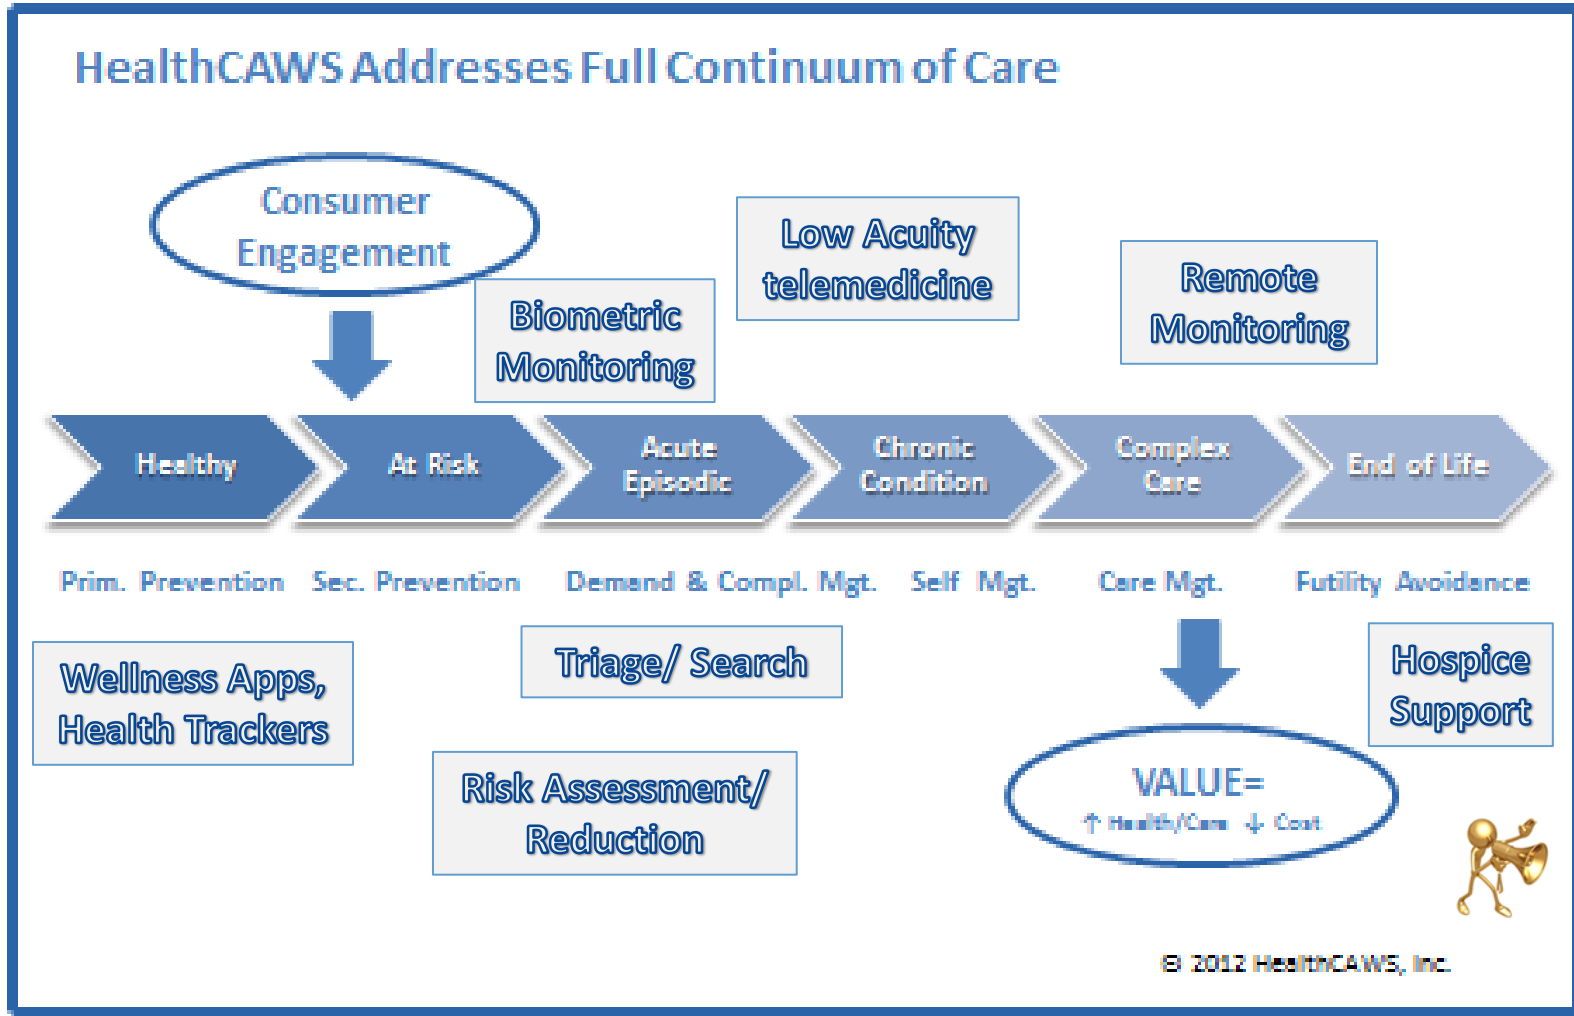 HealthCAWS Addresses Full Continuum of Care
Consumer
Engagement
Biometric
Monitoring
Low Acuity
telemedicine
Remote
Monitoring
Healthy
At Risk
Acute
Episodic
Chronic
Condition
Complex
Care
End of Life
Prim. Prevention
Sec. Prevention
Demand & Compl. Mgt.
Self Mgt.
Care Mgt.
Futility Avoidance
Wellness Apps,
Health Trackers
Triage/ Search
Risk Assessment/
Reduction
Hospice
Support
VALUE=
↑ Health/Care ↓ Cost
© 2012 HealthCAWS, Inc.